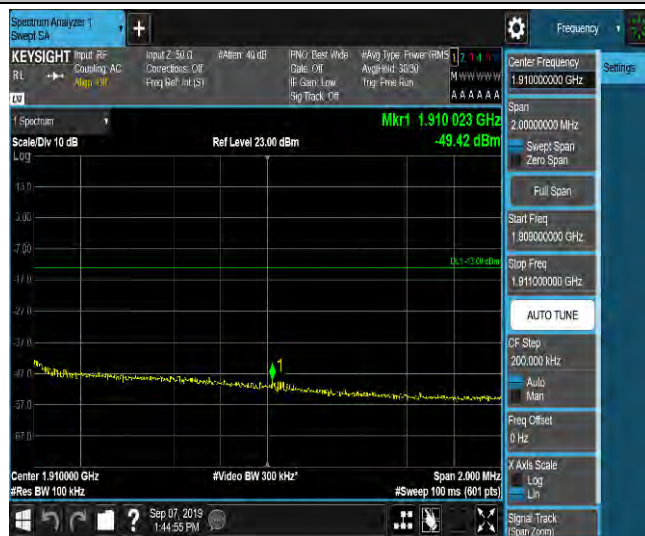 Spectrum Analyzer 1
Swept SA
+
Frequency
KEYSIGHT Input: RF
RL
Coupling: AC
Align: Off
Input Z: 50 Ω
Corrections: Off
Freq Ref: Int (S)
#Atten: 40 dB
PNO: Best Wide
Gate: Off
IF Gain: Low
Sig Track: Off
#Avg Type: Power (RMS
Avg|Hold: 30/30
Trig: Free Run
M W W W W W
A A A A A A
LXI
1 Spectrum
Scale/Div 10 dB
Ref Level 23.00 dBm
Mkr1 1.910 023 GHz
-49.42 dBm
Log
13.0
3.00
-7.00
DL1 -13.00 dBm
-17.0
-27.0
-37.0
-47.0
-57.0
-67.0
1
Center 1.910000 GHz
#Video BW 300 kHz*
Span 2.000 MHz
#Res BW 100 kHz
#Sweep 100 ms (601 pts)
Sep 07, 2019
1:44:55 PM
Center Frequency
1.910000000 GHz
Settings
Span
2.00000000 MHz
Swept Span
Zero Span
Full Span
Start Freq
1.909000000 GHz
Stop Freq
1.911000000 GHz
AUTO TUNE
CF Step
200.000 kHz
Auto
Man
Freq Offset
0 Hz
X Axis Scale
Log
Lin
Signal Track
(Span Zoom)